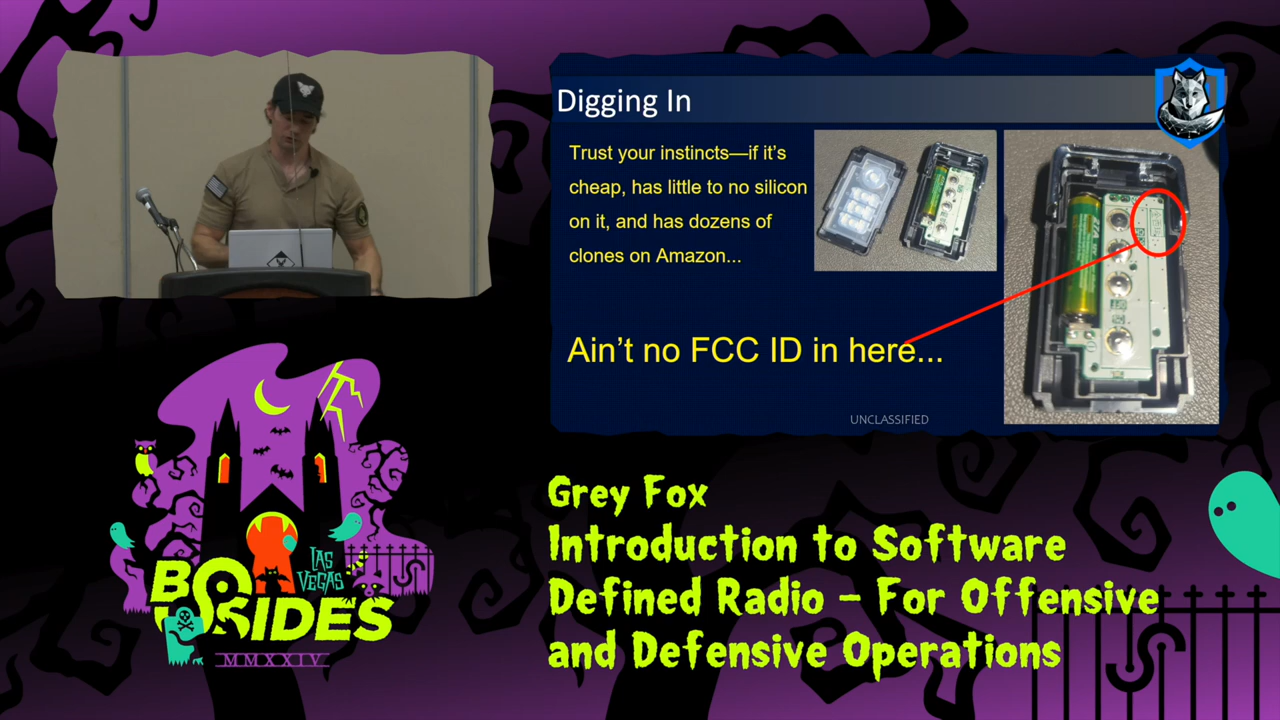 Digging In
Trust your instincts—if it's
cheap, has little to no silicon
on it, and has dozens of
clones on Amazon...
Ain't no FCC ID in here...
UNCLASSIFIED
27A
LAS
VEGAS
BSIDES
MMXXIV
Grey Fox
Introduction to Software
Defined Radio – For Offensive
and Defensive Operations